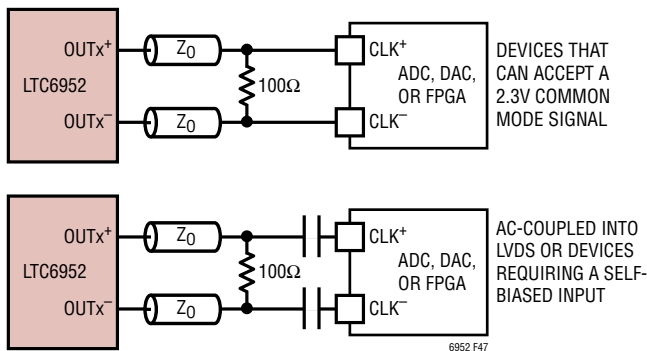 OUTx+
Z0
CLK+
LTC6952
100Ω
ADC, DAC,
OR FPGA
OUTx–
Z0
CLK–
DEVICES THAT
CAN ACCEPT A
2.3V COMMON
MODE SIGNAL
OUTx+
Z0
CLK+
LTC6952
100Ω
ADC, DAC,
OR FPGA
OUTx–
Z0
CLK–
AC-COUPLED INTO
LVDS OR DEVICES
REQUIRING A SELF-
BIASED INPUT
6952 F47